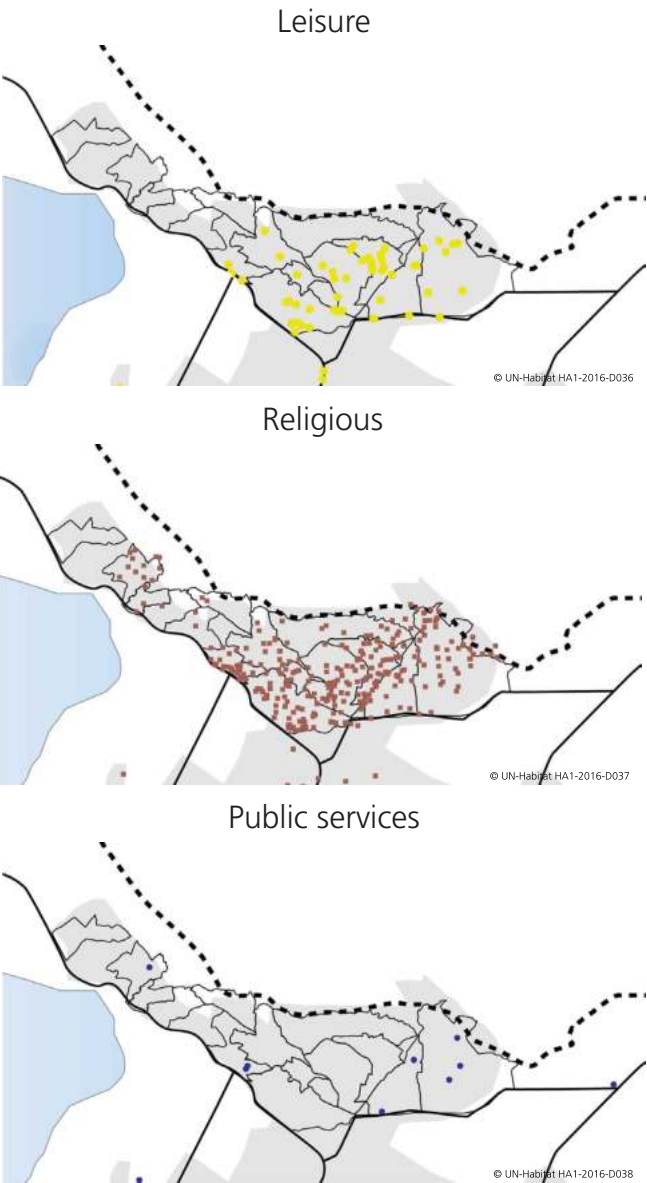 Leisure
© UN-Habitat HA1-2016-D036
Religious
© UN-Habitat HA1-2016-D037
Public services
© UN-Habitat HA1-2016-D038